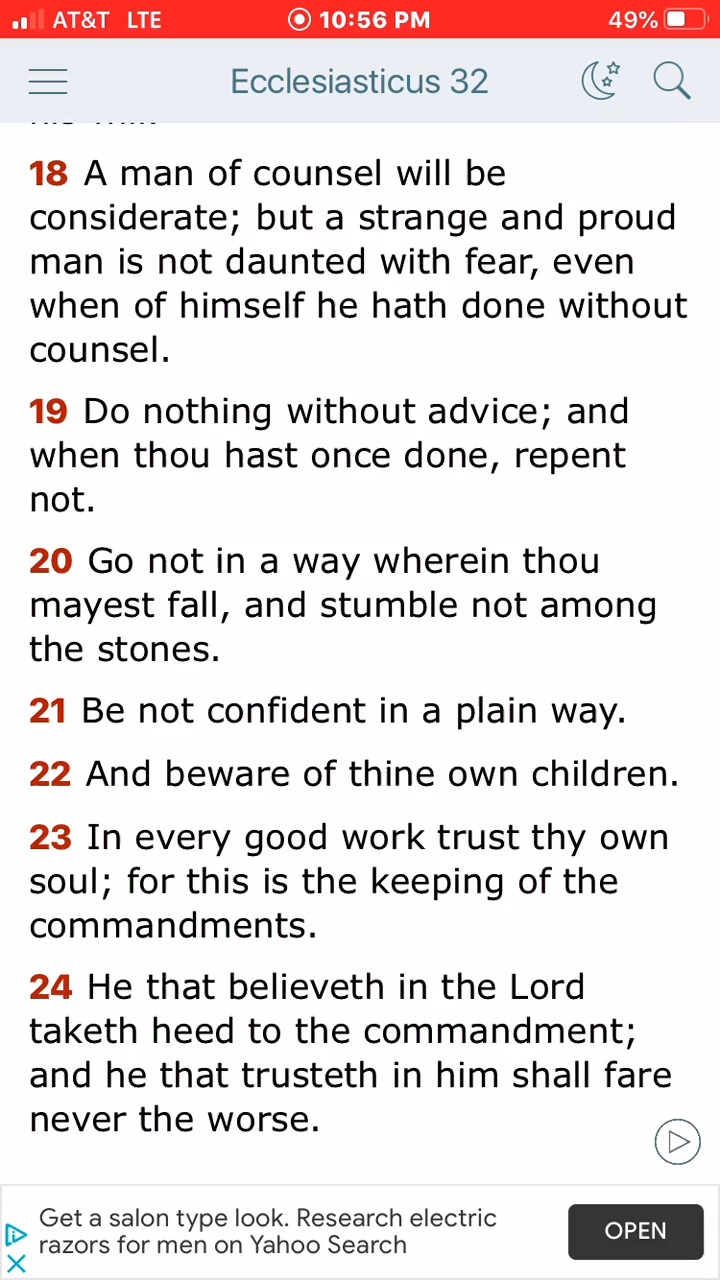 AT&T LTE 10:56 PM 49%
Ecclesiasticus 32
18 A man of counsel will be
considerate; but a strange and proud
man is not daunted with fear, even
when of himself he hath done without
counsel.
19 Do nothing without advice; and
when thou hast once done, repent
not.
20 Go not in a way wherein thou
mayest fall, and stumble not among
the stones.
21 Be not confident in a plain way.
22 And beware of thine own children.
23 In every good work trust thy own
soul; for this is the keeping of the
commandments.
24 He that believeth in the Lord
taketh heed to the commandment;
and he that trusteth in him shall fare
never the worse.
Get a salon type look. Research electric
razors for men on Yahoo Search
OPEN